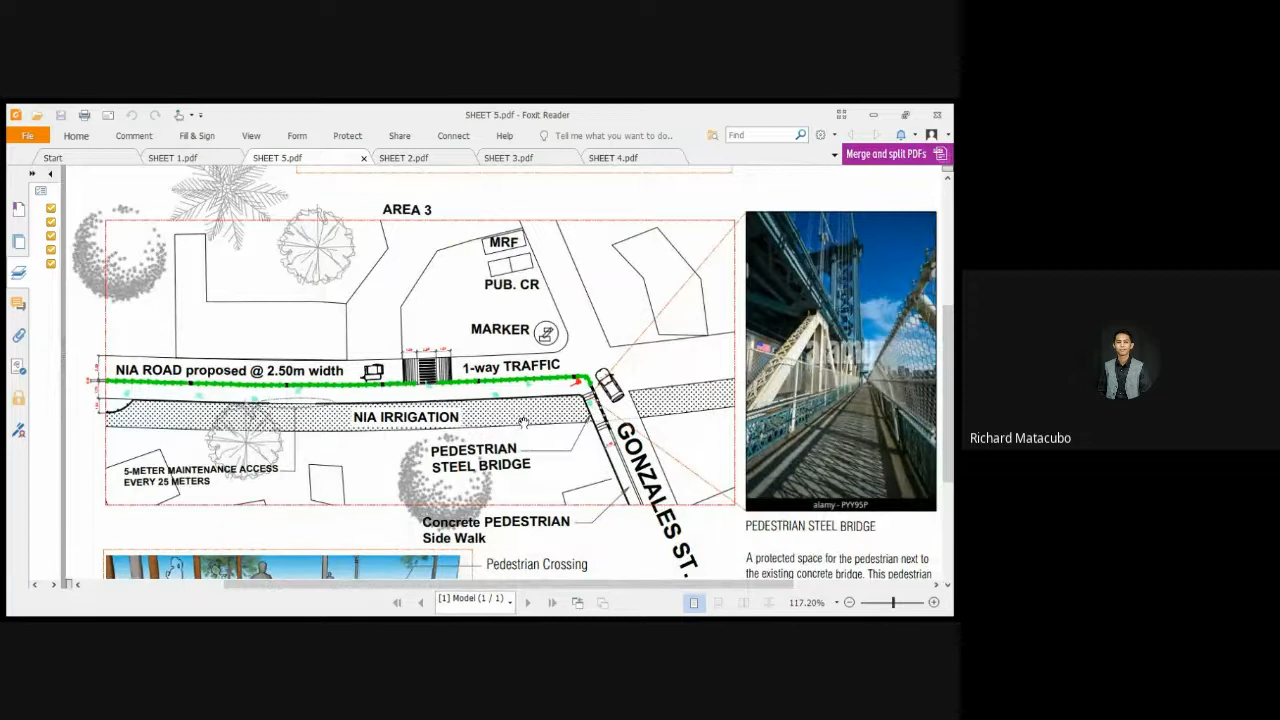 SHEET 5.pdf - Foxit Reader
File Home Comment Fill & Sign View Form Protect Share Connect Help Tell me what you want to do.. Find
Start SHEET 1.pdf SHEET 5.pdf SHEET 2.pdf SHEET 3.pdf SHEET 4.pdf Merge and split PDFs
AREA 3
MRF
PUB. CR
MARKER
NIA ROAD proposed @ 2.50m width
1-way TRAFFIC
NIA IRRIGATION
PEDESTRIAN
STEEL BRIDGE
5-METER MAINTENANCE ACCESS
EVERY 25 METERS
Concrete PEDESTRIAN
Side Walk
GONZALES ST.
Pedestrian Crossing
alamy - PYY95P
PEDESTRIAN STEEL BRIDGE
A protected space for the pedestrian next to
the existing concrete bridge. This pedestrian
[1] Model (1 / 1)
117.20%
Richard Matacubo